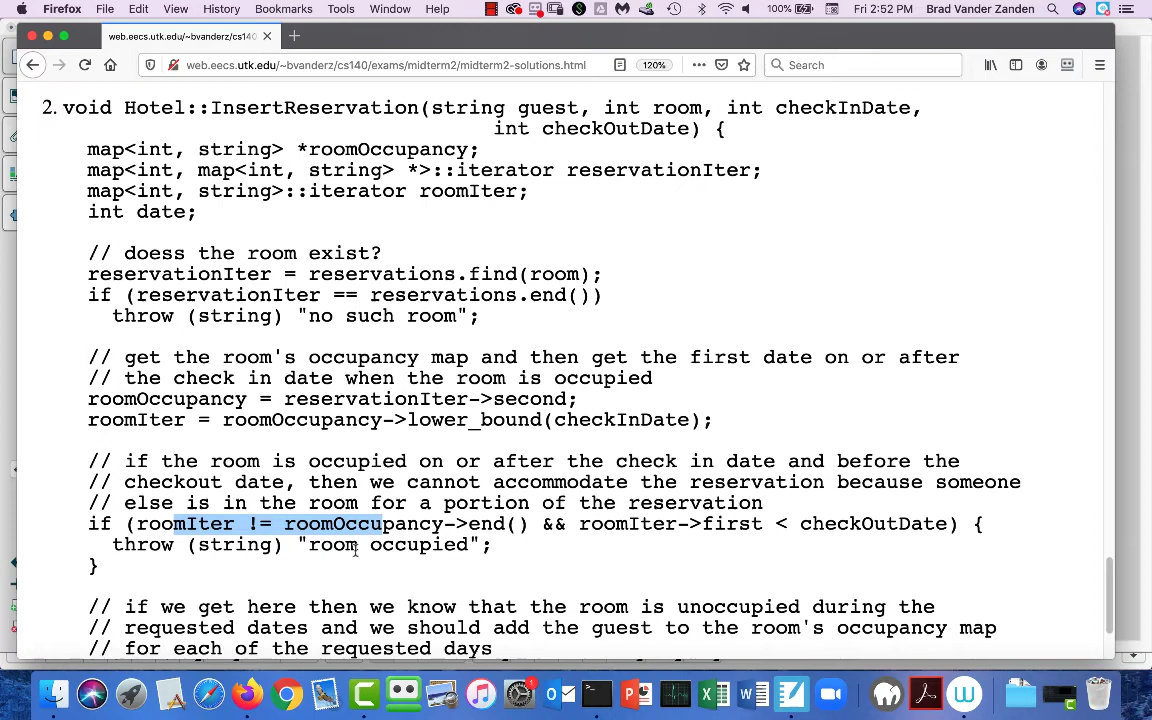 Firefox File Edit View History Bookmarks Tools Window Help 100% Fri 2:52 PM Brad Vander Zanden
web.eecs.utk.edu/~bvanderz/cs140
web.eecs.utk.edu/~bvanderz/cs140/exams/midterm2/midterm2-solutions.html 120% Search
2. void Hotel::InsertReservation(string guest, int room, int checkInDate,
int checkOutDate) {
map<int, string> *roomOccupancy;
map<int, map<int, string> *>::iterator reservationIter;
map<int, string>::iterator roomIter;
int date;
// doess the room exist?
reservationIter = reservations.find(room);
if (reservationIter == reservations.end())
throw (string) "no such room";
// get the room's occupancy map and then get the first date on or after
// the check in date when the room is occupied
roomOccupancy = reservationIter->second;
roomIter = roomOccupancy->lower_bound(checkInDate);
// if the room is occupied on or after the check in date and before the
// checkout date, then we cannot accommodate the reservation because someone
// else is in the room for a portion of the reservation
if (roomIter != roomOccupancy->end() && roomIter->first < checkOutDate) {
throw (string) "room occupied";
}
// if we get here then we know that the room is unoccupied during the
// requested dates and we should add the guest to the room's occupancy map
// for each of the requested days